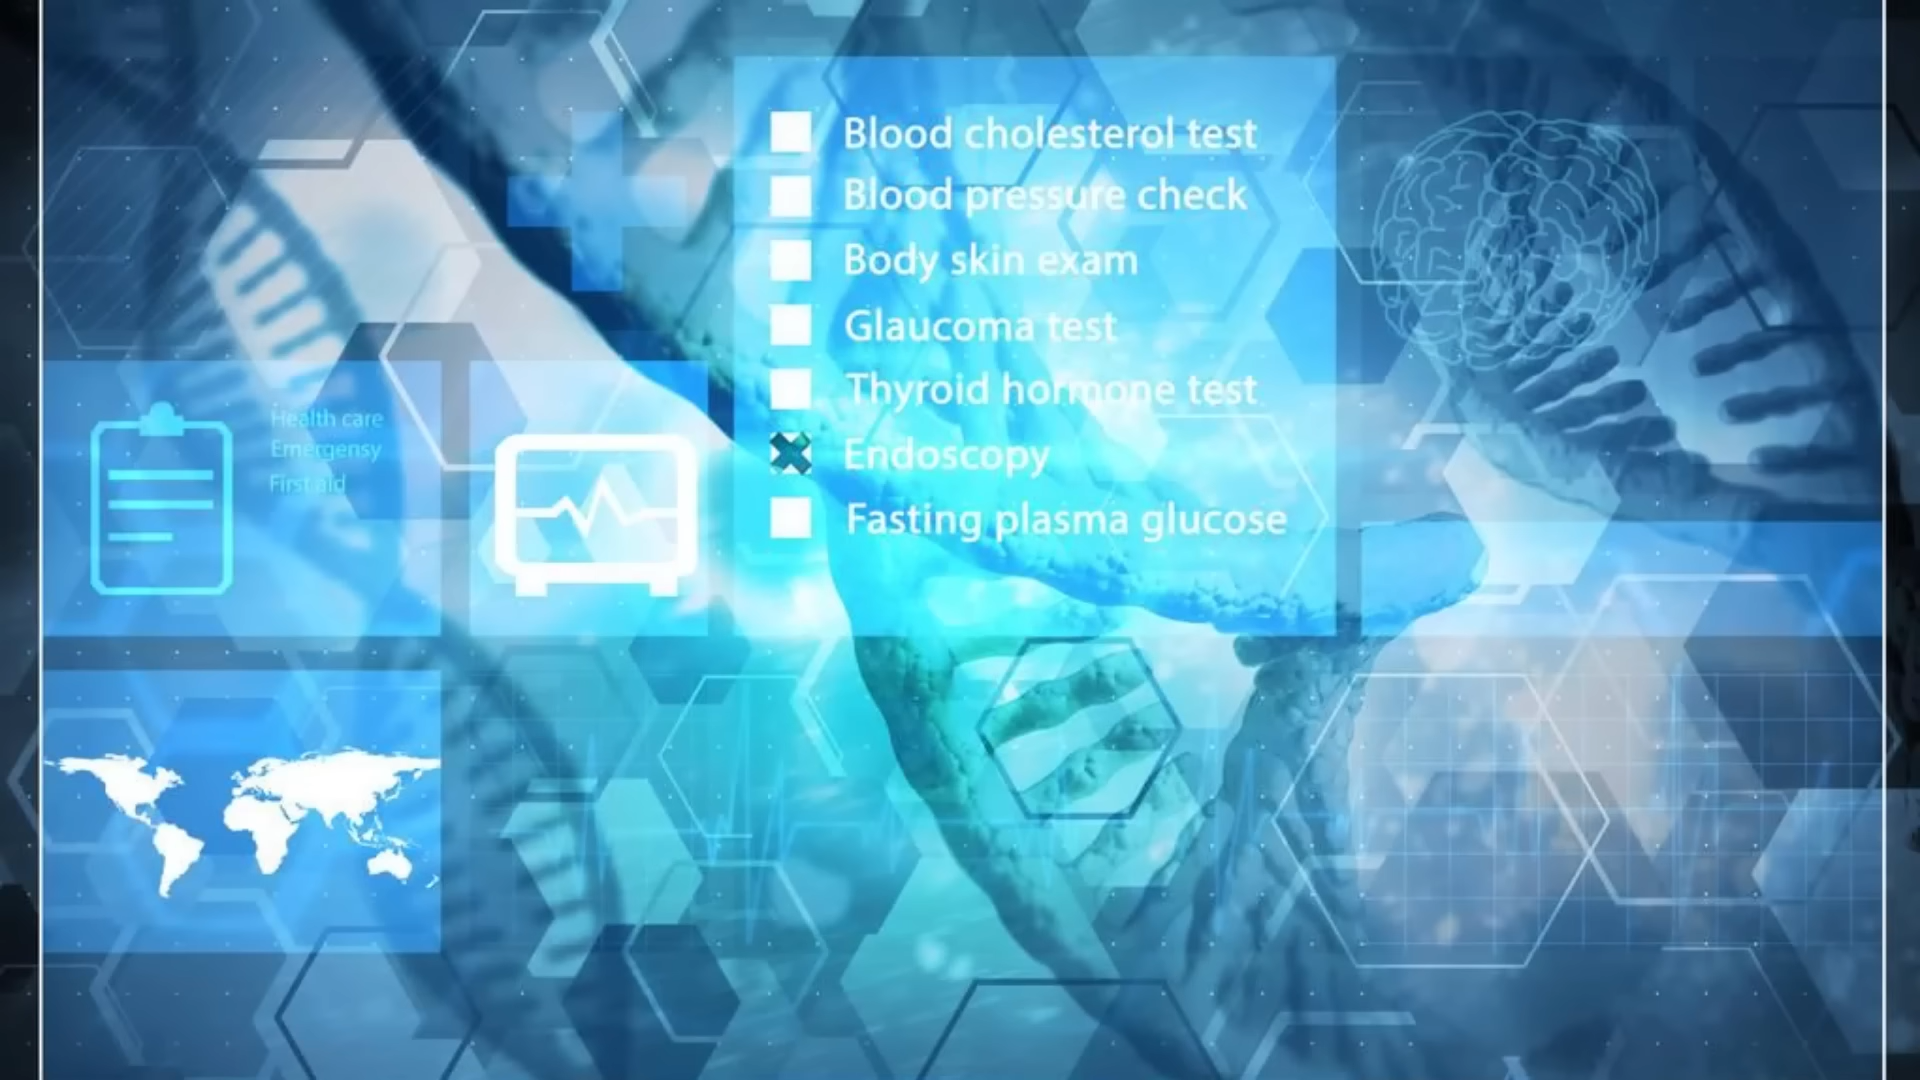 Blood cholesterol test
Blood pressure check
Body skin exam
Glaucoma test
Thyroid hormone test
Endoscopy
Fasting plasma glucose
Health care
Emergensy
First aid